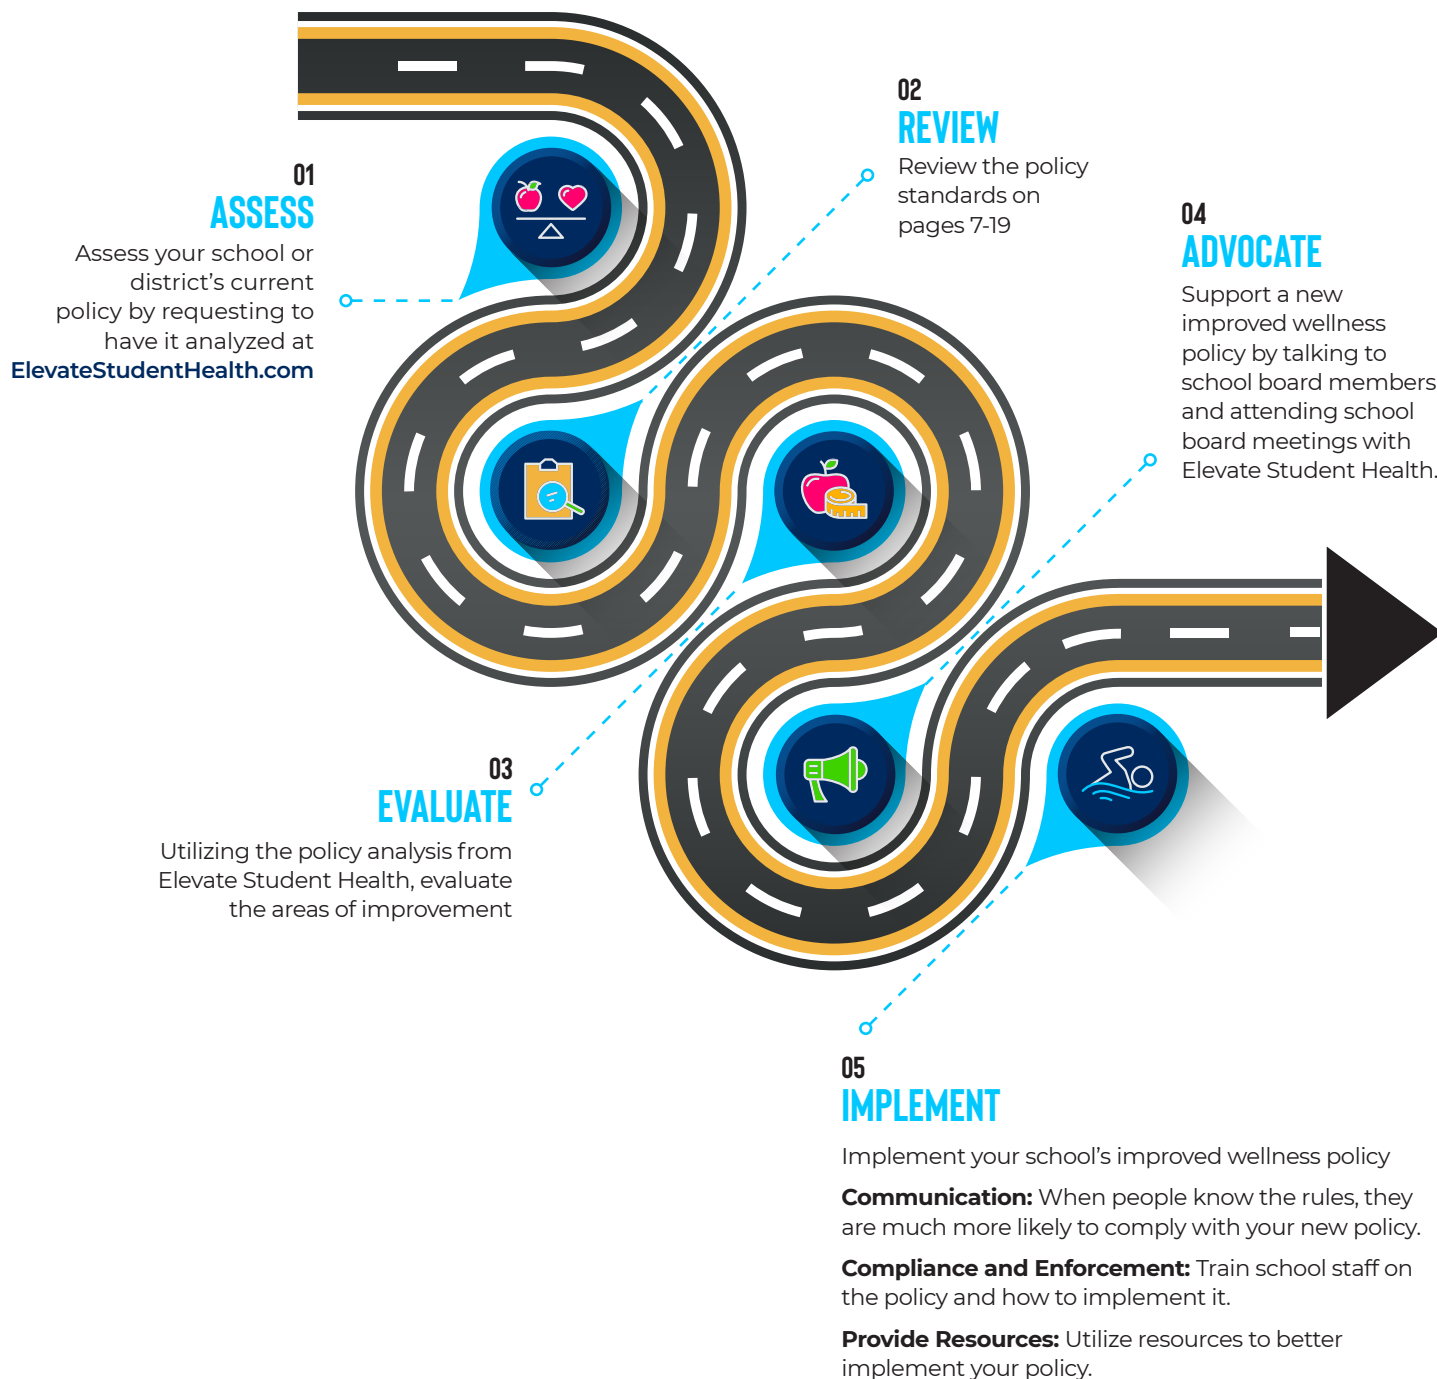 01
ASSESS
Assess your school or
district’s current
policy by requesting to
have it analyzed at
ElevateStudentHealth.com
02
REVIEW
Review the policy
standards on
pages 7-19
03
EVALUATE
Utilizing the policy analysis from
Elevate Student Health, evaluate
the areas of improvement
04
ADVOCATE
Support a new
improved wellness
policy by talking to
school board members
and attending school
board meetings with
Elevate Student Health.
05
IMPLEMENT
Implement your school’s improved wellness policy
Communication: When people know the rules, they
are much more likely to comply with your new policy.
Compliance and Enforcement: Train school staff on
the policy and how to implement it.
Provide Resources: Utilize resources to better
implement your policy.